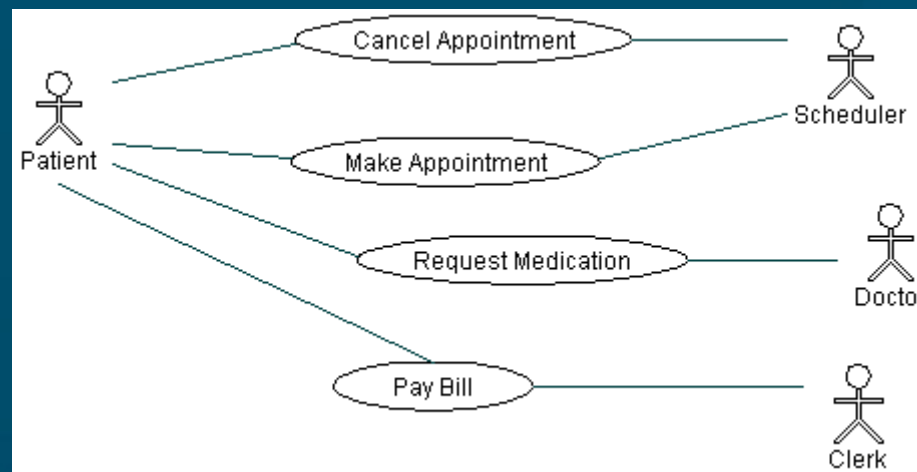 Cancel Appointment
Scheduler
Patient
Make Appointment
Request Medication
Docto
Pay Bill
Clerk